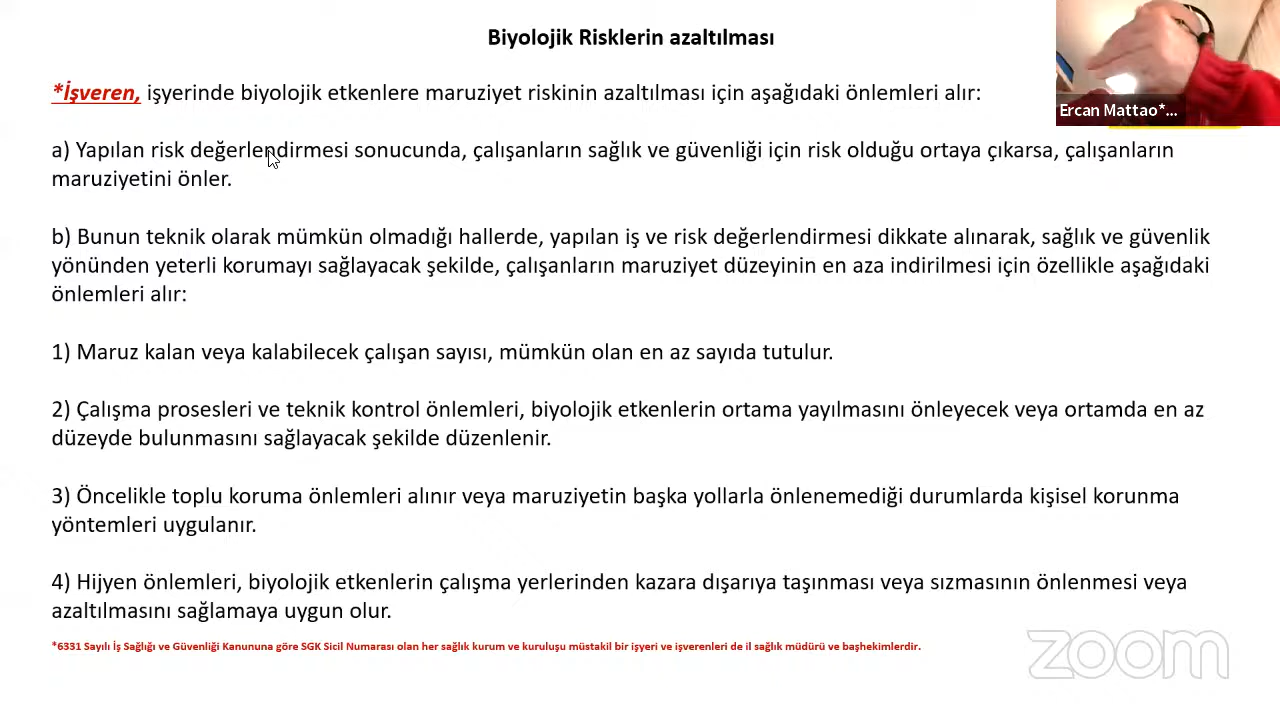 Biyolojik Risklerin azaltılması
*İşveren, işyerinde biyolojik etkenlere maruziyet riskinin azaltılması için aşağıdaki önlemleri alır:
Ercan Mattao*...
a) Yapılan risk değerlendirmesi sonucunda, çalışanların sağlık ve güvenliği için risk olduğu ortaya çıkarsa, çalışanların
maruziyetini önler.
b) Bunun teknik olarak mümkün olmadığı hallerde, yapılan iş ve risk değerlendirmesi dikkate alınarak, sağlık ve güvenlik
yönünden yeterli korumayı sağlayacak şekilde, çalışanların maruziyet düzeyinin en aza indirilmesi için özellikle aşağıdaki
önlemleri alır:
1) Maruz kalan veya kalabilecek çalışan sayısı, mümkün olan en az sayıda tutulur.
2) Çalışma prosesleri ve teknik kontrol önlemleri, biyolojik etkenlerin ortama yayılmasını önleyecek veya ortamda en az
düzeyde bulunmasını sağlayacak şekilde düzenlenir.
3) Öncelikle toplu koruma önlemleri alınır veya maruziyetin başka yollarla önlenemediği durumlarda kişisel korunma
yöntemleri uygulanır.
4) Hijyen önlemleri, biyolojik etkenlerin çalışma yerlerinden kazara dışarıya taşınması veya sızmasının önlenmesi veya
azaltılmasını sağlamaya uygun olur.
*6331 Sayılı İş Sağlığı ve Güvenliği Kanununa göre SGK Sicil Numarası olan her sağlık kurum ve kuruluşu müstakil bir işyeri ve işverenleri de il sağlık müdürü ve başhekimlerdir.
zoom